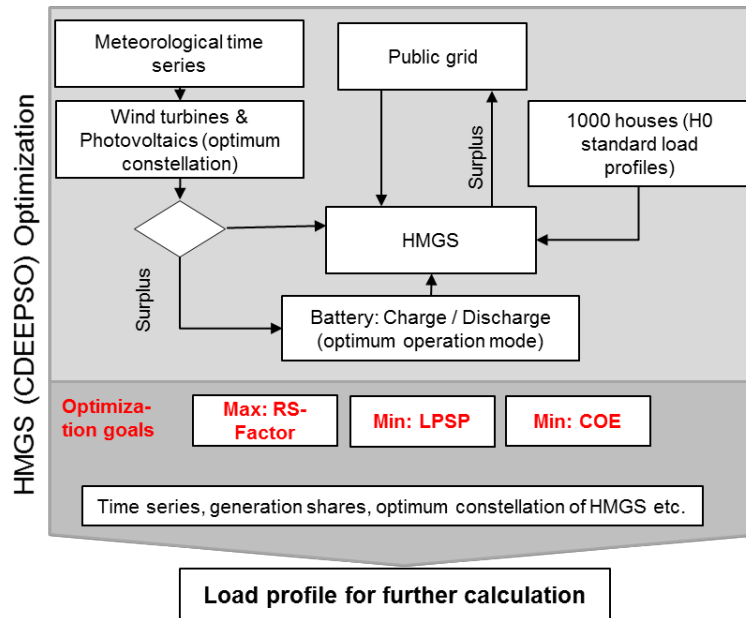 HMGS (CDEEPSO) Optimization
Meteorological time
series
Public grid
Wind turbines &
Photovoltaics (optimum
constellation)
1000 houses (H0
standard load
profiles)
Surplus
HMGS
Surplus
Battery: Charge / Discharge
(optimum operation mode)
Optimiza-
tion goals
Max: RS-
Factor
Min: LPSP
Min: COE
Time series, generation shares, optimum constellation of HMGS etc.
Load profile for further calculation